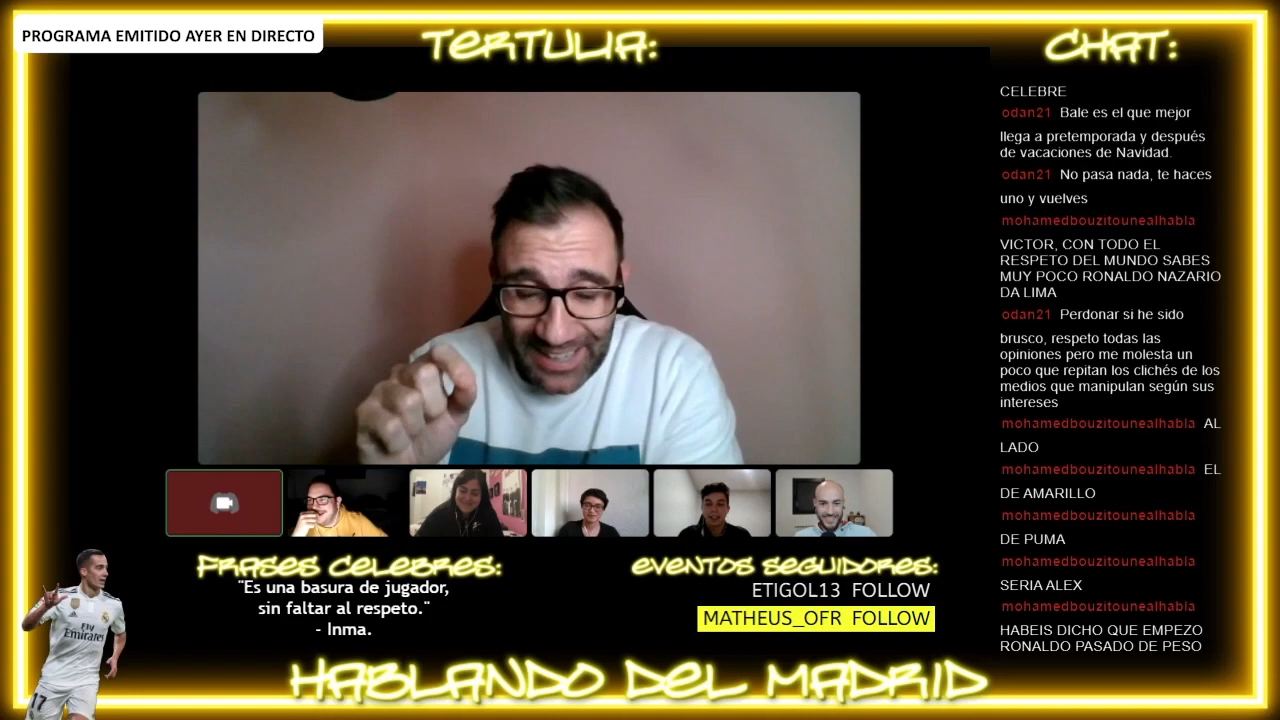 PROGRAMA EMITIDO AYER EN DIRECTO
TERTULIA:
CHAT:
CELEBRE
odan21 Bale es el que mejor
llega a pretemporada y después
de vacaciones de Navidad.
odan21 No pasa nada, te haces
uno y vuelves
mohamedbouzitounealhabla
VICTOR, CON TODO EL
RESPETO DEL MUNDO SABES
MUY POCO RONALDO NAZARIO
DA LIMA
odan21 Perdonar si he sido
brusco, respeto todas las
opiniones pero me molesta un
poco que repitan los clichés de los
medios que manipulan según sus
intereses
mohamedbouzitounealhabla AL
LADO
mohamedbouzitounealhabla EL
DE AMARILLO
mohamedbouzitounealhabla
DE PUMA
mohamedbouzitounealhabla
SERIA ALEX
mohamedbouzitounealhabla
HABEIS DICHO QUE EMPEZO
RONALDO PASADO DE PESO
FRASES CELEBRES:
"Es una basura de jugador,
sin faltar al respeto."
- Inma.
EVENTOS SEGUIDORES:
ETIGOL13 FOLLOW
MATHEUS_OFR FOLLOW
Fly
Emirates
17
HABLANDO DEL MADRID